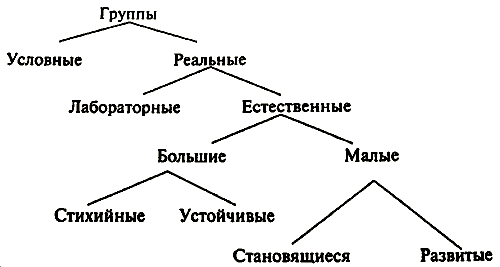 Группы
Условные Реальные
Лабораторные Естественные
Большие Малые
Стихийные Устойчивые
Становящиеся Развитые